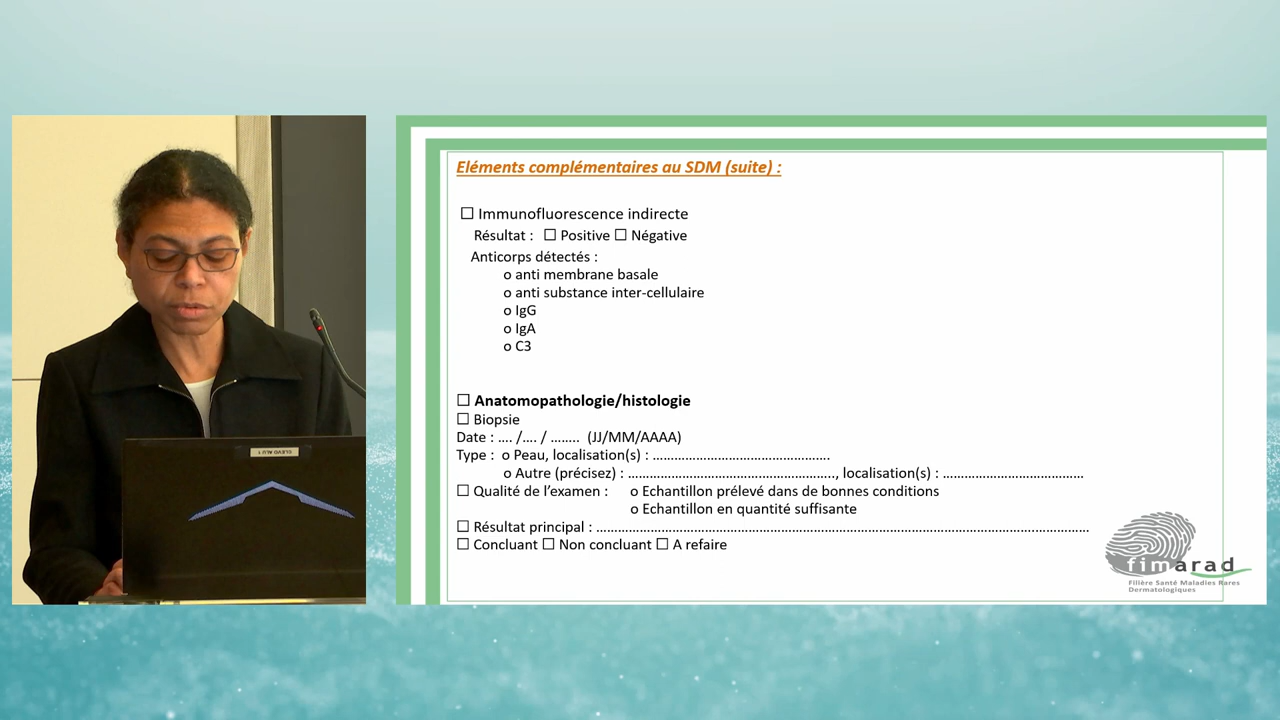 Eléments complémentaires au SDM (suite) :
☐ Immunofluorescence indirecte
Résultat : ☐ Positive ☐ Négative
Anticorps détectés :
o anti membrane basale
o anti substance inter-cellulaire
o IgG
o IgA
o C3
☐ Anatomopathologie/histologie
☐ Biopsie
Date : .... /.... / ........ (JJ/MM/AAAA)
Type : o Peau, localisation(s) : ................................................
o Autre (précisez) : ........................................................, localisation(s) : ......................................
☐ Qualité de l'examen : o Echantillon prélevé dans de bonnes conditions
o Echantillon en quantité suffisante
☐ Résultat principal : ....................................................................................................................
☐ Concluant ☐ Non concluant ☐ A refaire
fimarad
Filière Santé Maladies Rares
Dermatologiques